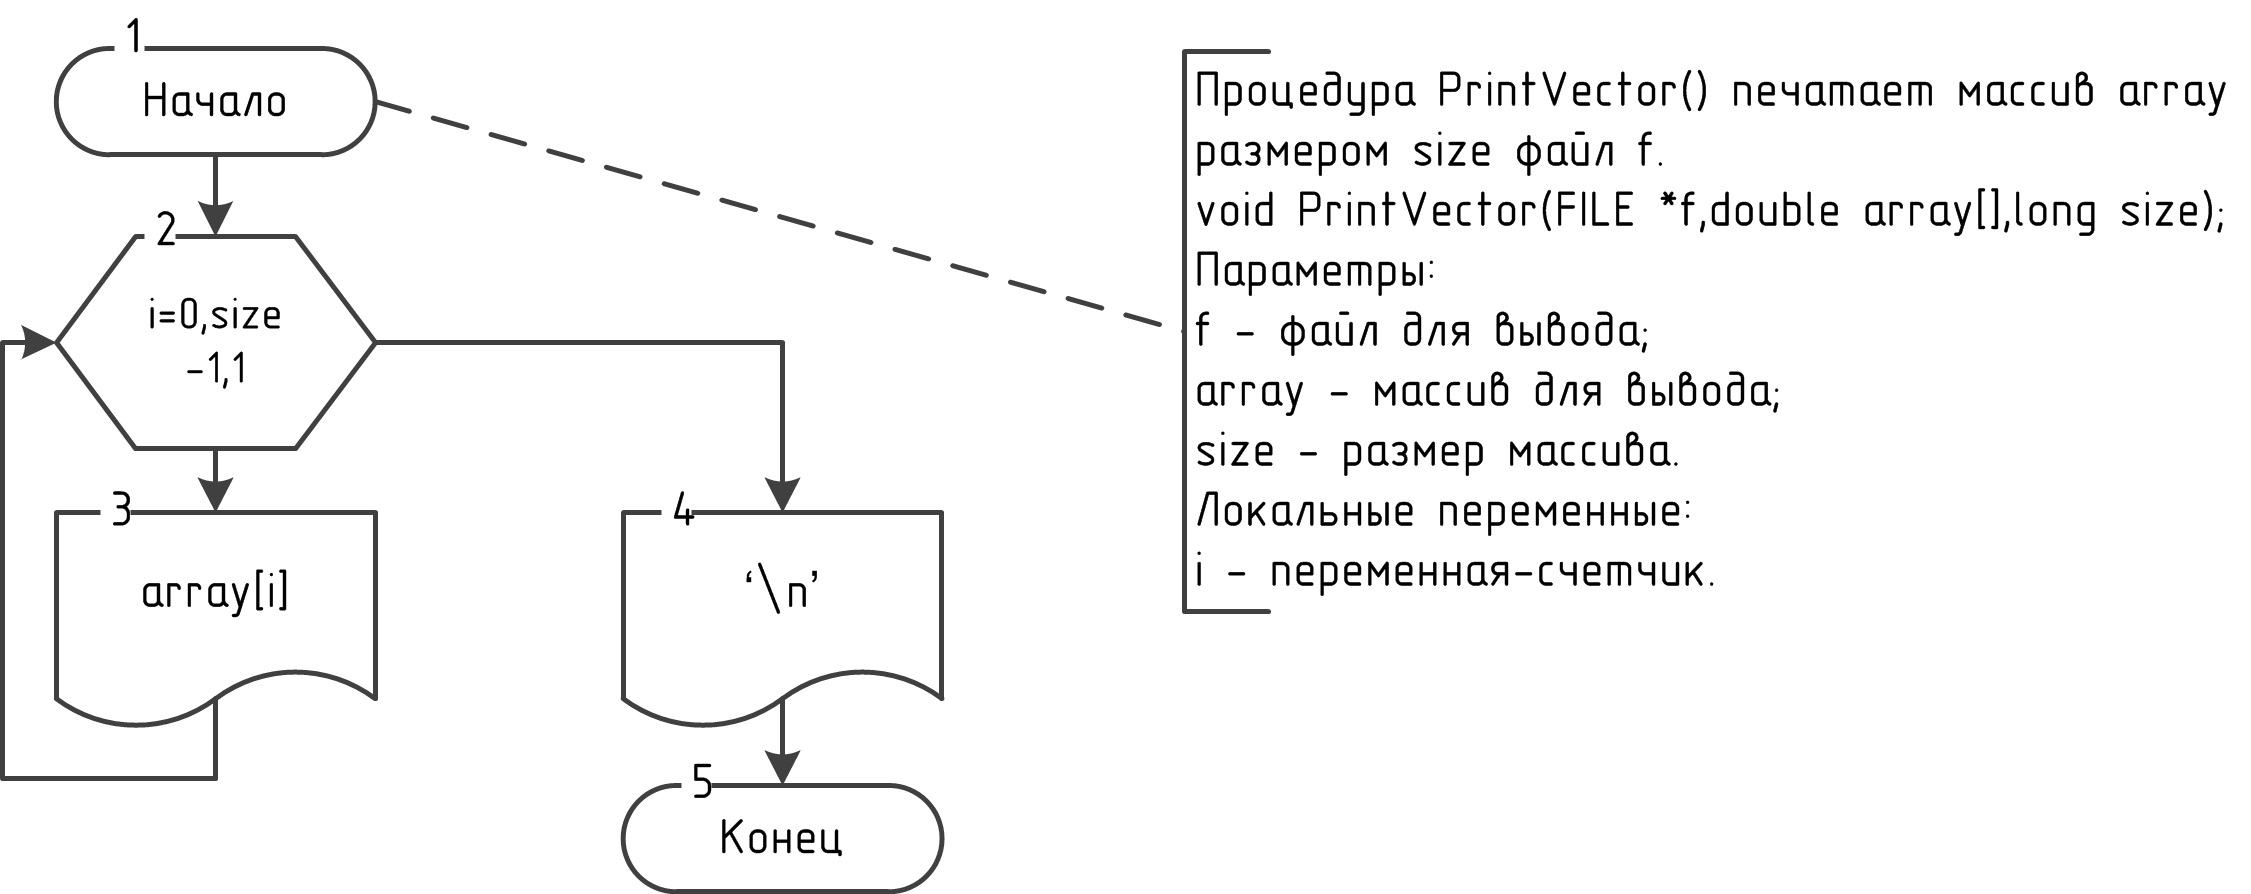 1
Начало
2
i=0,size
-1,1
3
array[i]
4
‘\n’
5
Конец
Процедура PrintVector() печатает массив array
размером size файл f.
void PrintVector(FILE *f,double array[],long size);
Параметры:
f - файл для вывода;
array - массив для вывода;
size - размер массива.
Локальные переменные:
i - переменная-счетчик.